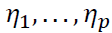 η₁, … , ηₚ